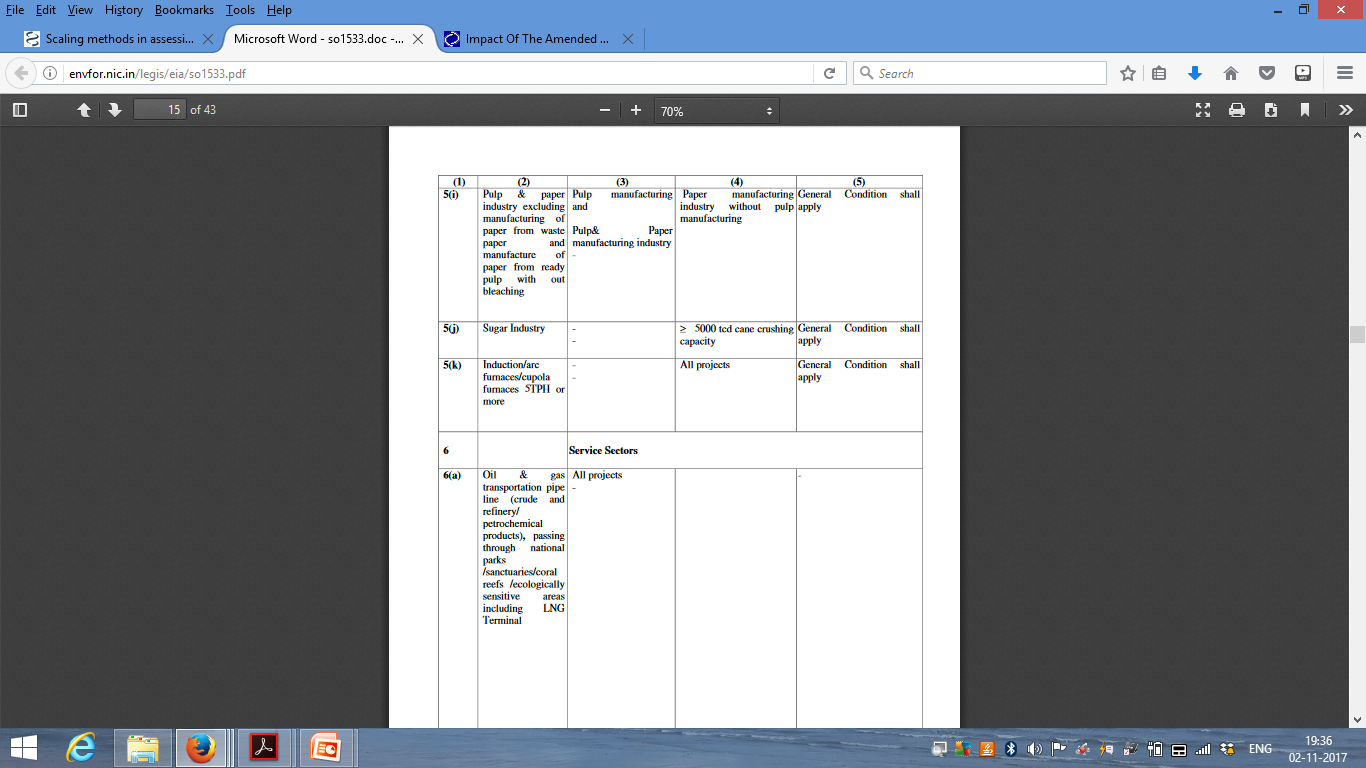 File Edit View History Bookmarks Tools Help
Scaling methods in assessi...
Microsoft Word - so1533.doc -...
Impact Of The Amended ...
envfor.nic.in/legis/eia/so1533.pdf
Search
15 of 43
70%
(1) (2) (3) (4) (5)
5(i)
Pulp & paper
industry excluding
manufacturing of
paper from waste
paper and
manufacture of
paper from ready
pulp with out
bleaching
Pulp manufacturing
and
Pulp& Paper
manufacturing industry
-
Paper manufacturing
industry without pulp
manufacturing
General Condition shall
apply
5(j)
Sugar Industry
-
-
≥ 5000 tcd cane crushing
capacity
General Condition shall
apply
5(k)
Induction/arc
furnaces/cupola
furnaces 5TPH or
more
-
-
All projects
General Condition shall
apply
6
Service Sectors
6(a)
Oil & gas
transportation pipe
line (crude and
refinery/
petrochemical
products), passing
through national
parks
/sanctuaries/coral
reefs /ecologically
sensitive areas
including LNG
Terminal
All projects
-
-
ENG
19:36
02-11-2017